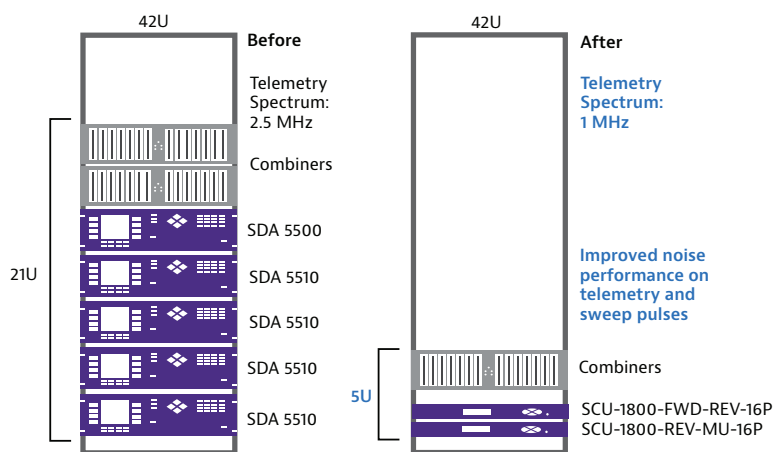 42U
Before
Telemetry
Spectrum:
2.5 MHz
Combiners
SDA 5500
21U
SDA 5510
SDA 5510
SDA 5510
SDA 5510
42U
After
Telemetry
Spectrum:
1 MHz
Improved noise
performance on
telemetry and
sweep pulses
Combiners
5U
SCU-1800-FWD-REV-16P
SCU-1800-REV-MU-16P